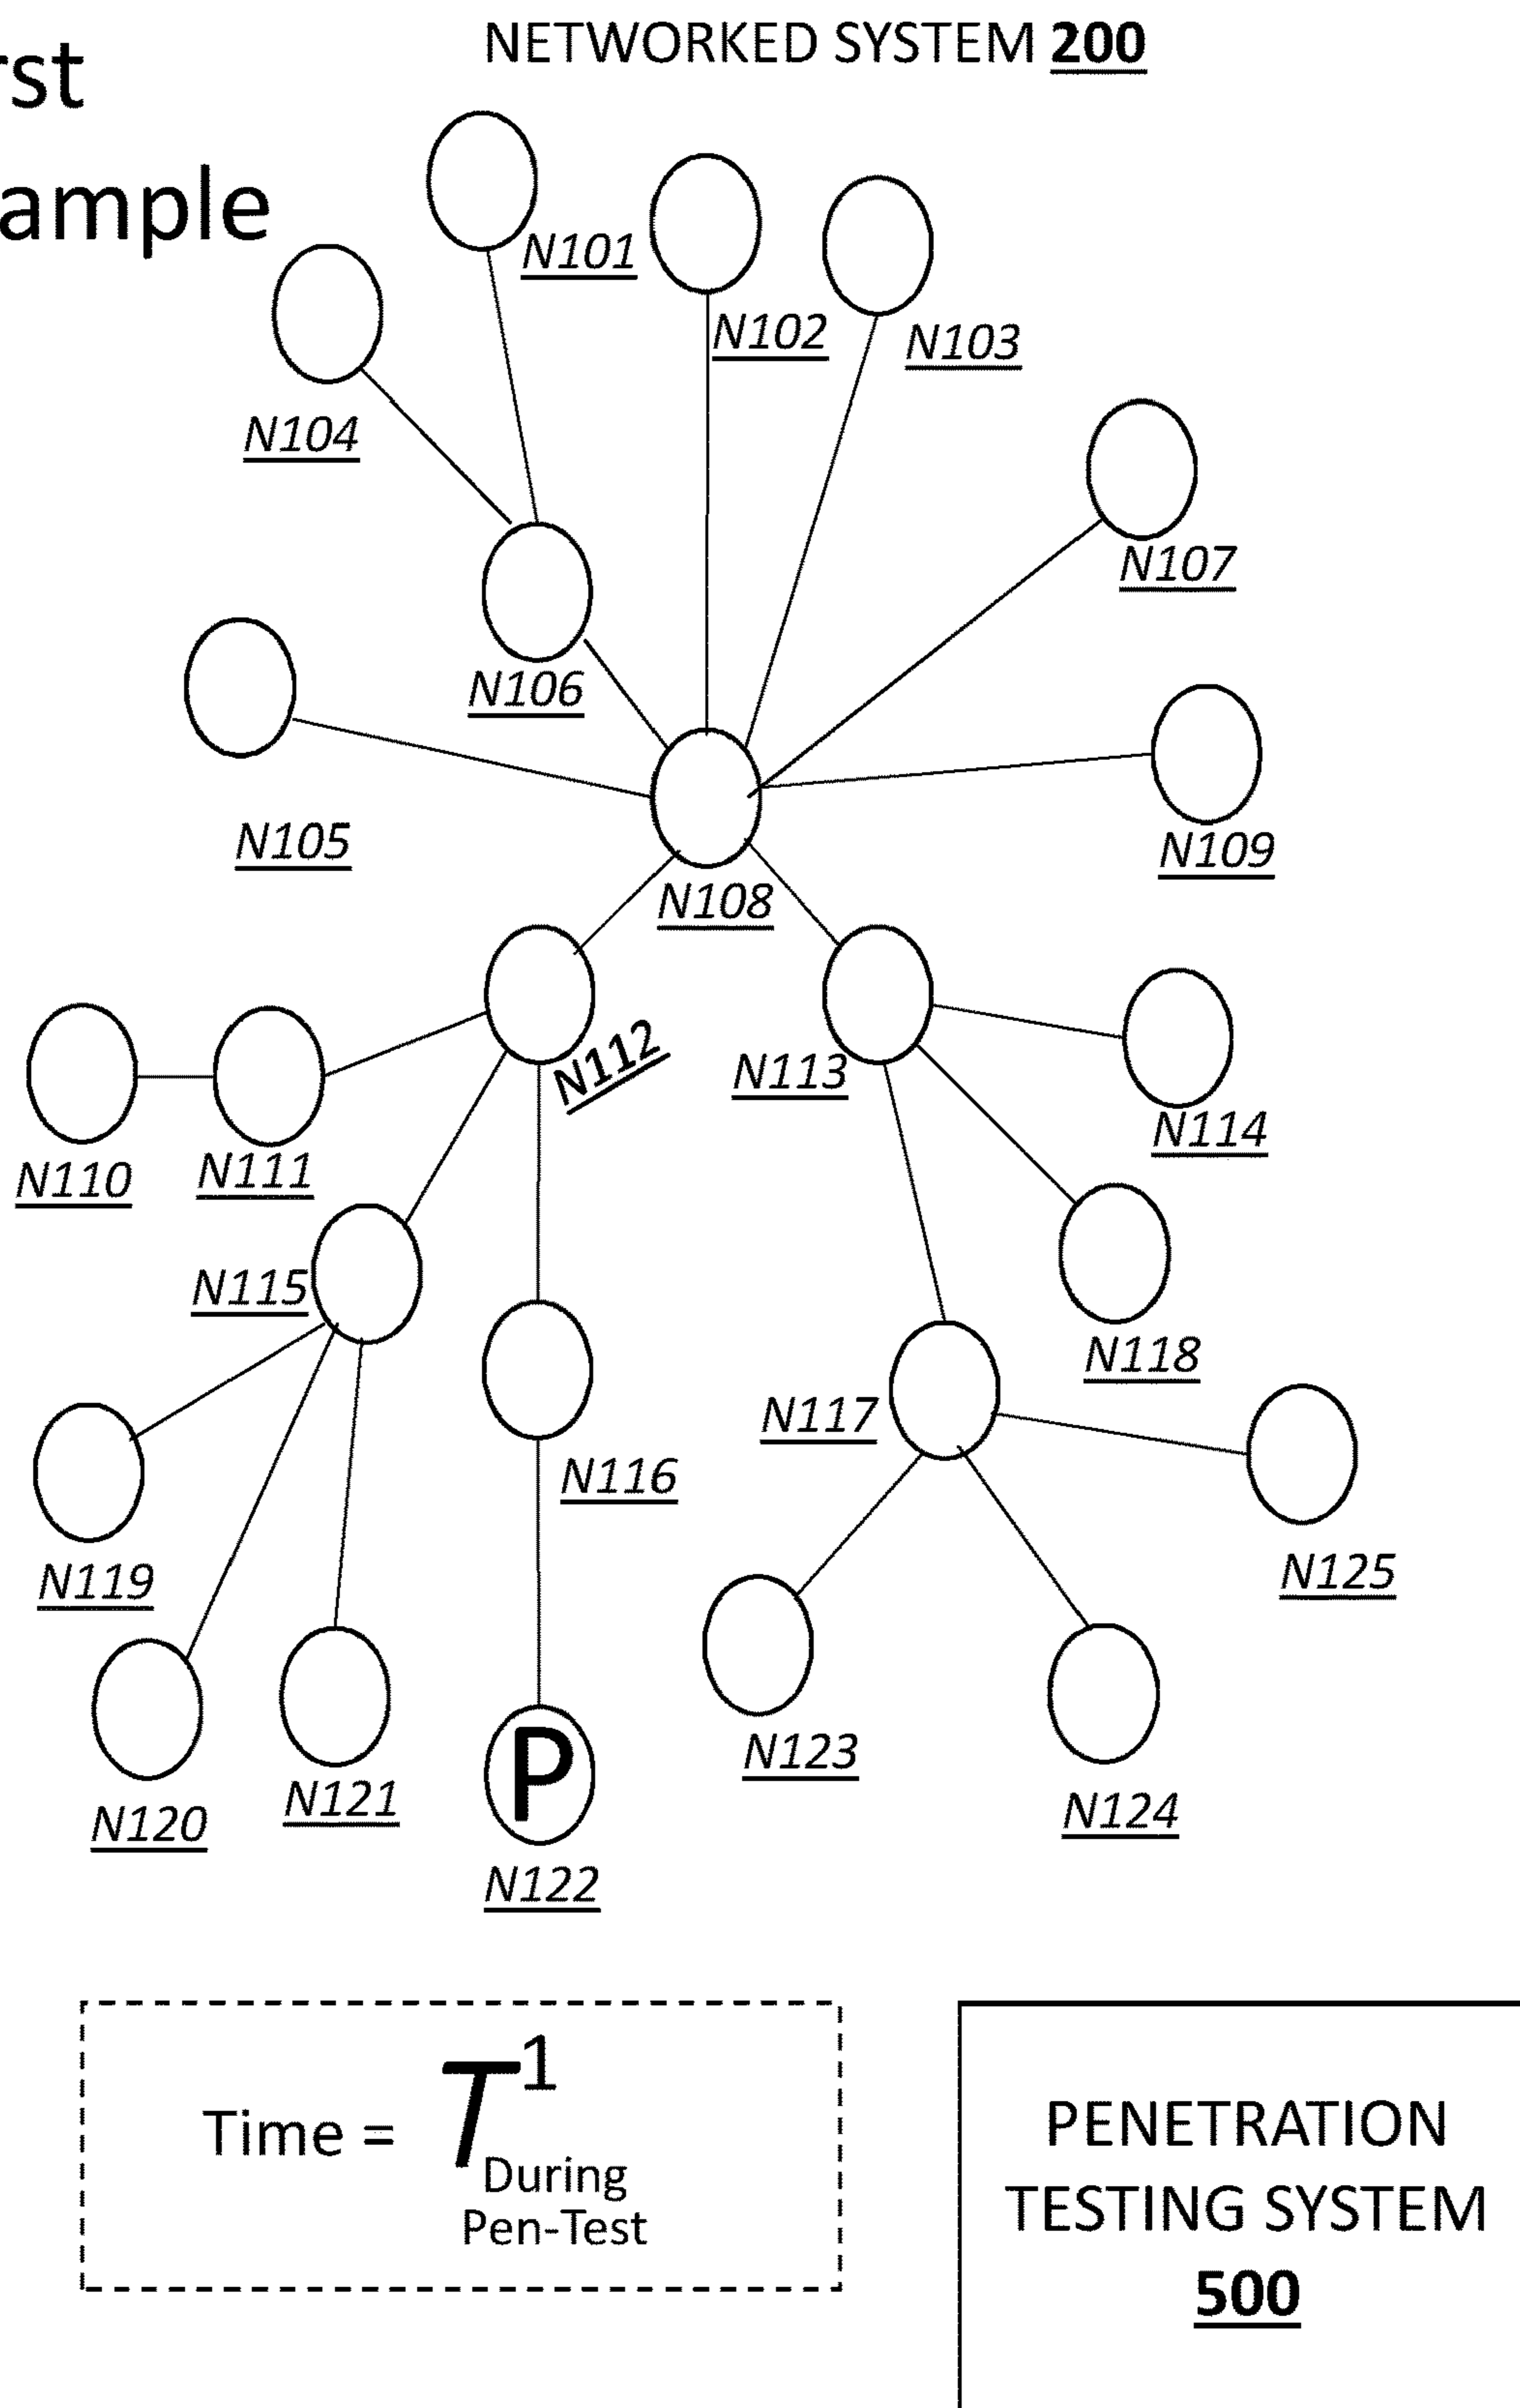 rst
ample
NETWORKED SYSTEM 200
N101
N102
N103
N104
N107
N106
N105
N109
N108
N112
N113
N114
N110
N111
N115
N118
N117
N116
N119
N125
N123
N121
N124
N120
P
N122
Time = T1
During
Pen-Test
PENETRATION
TESTING SYSTEM
500